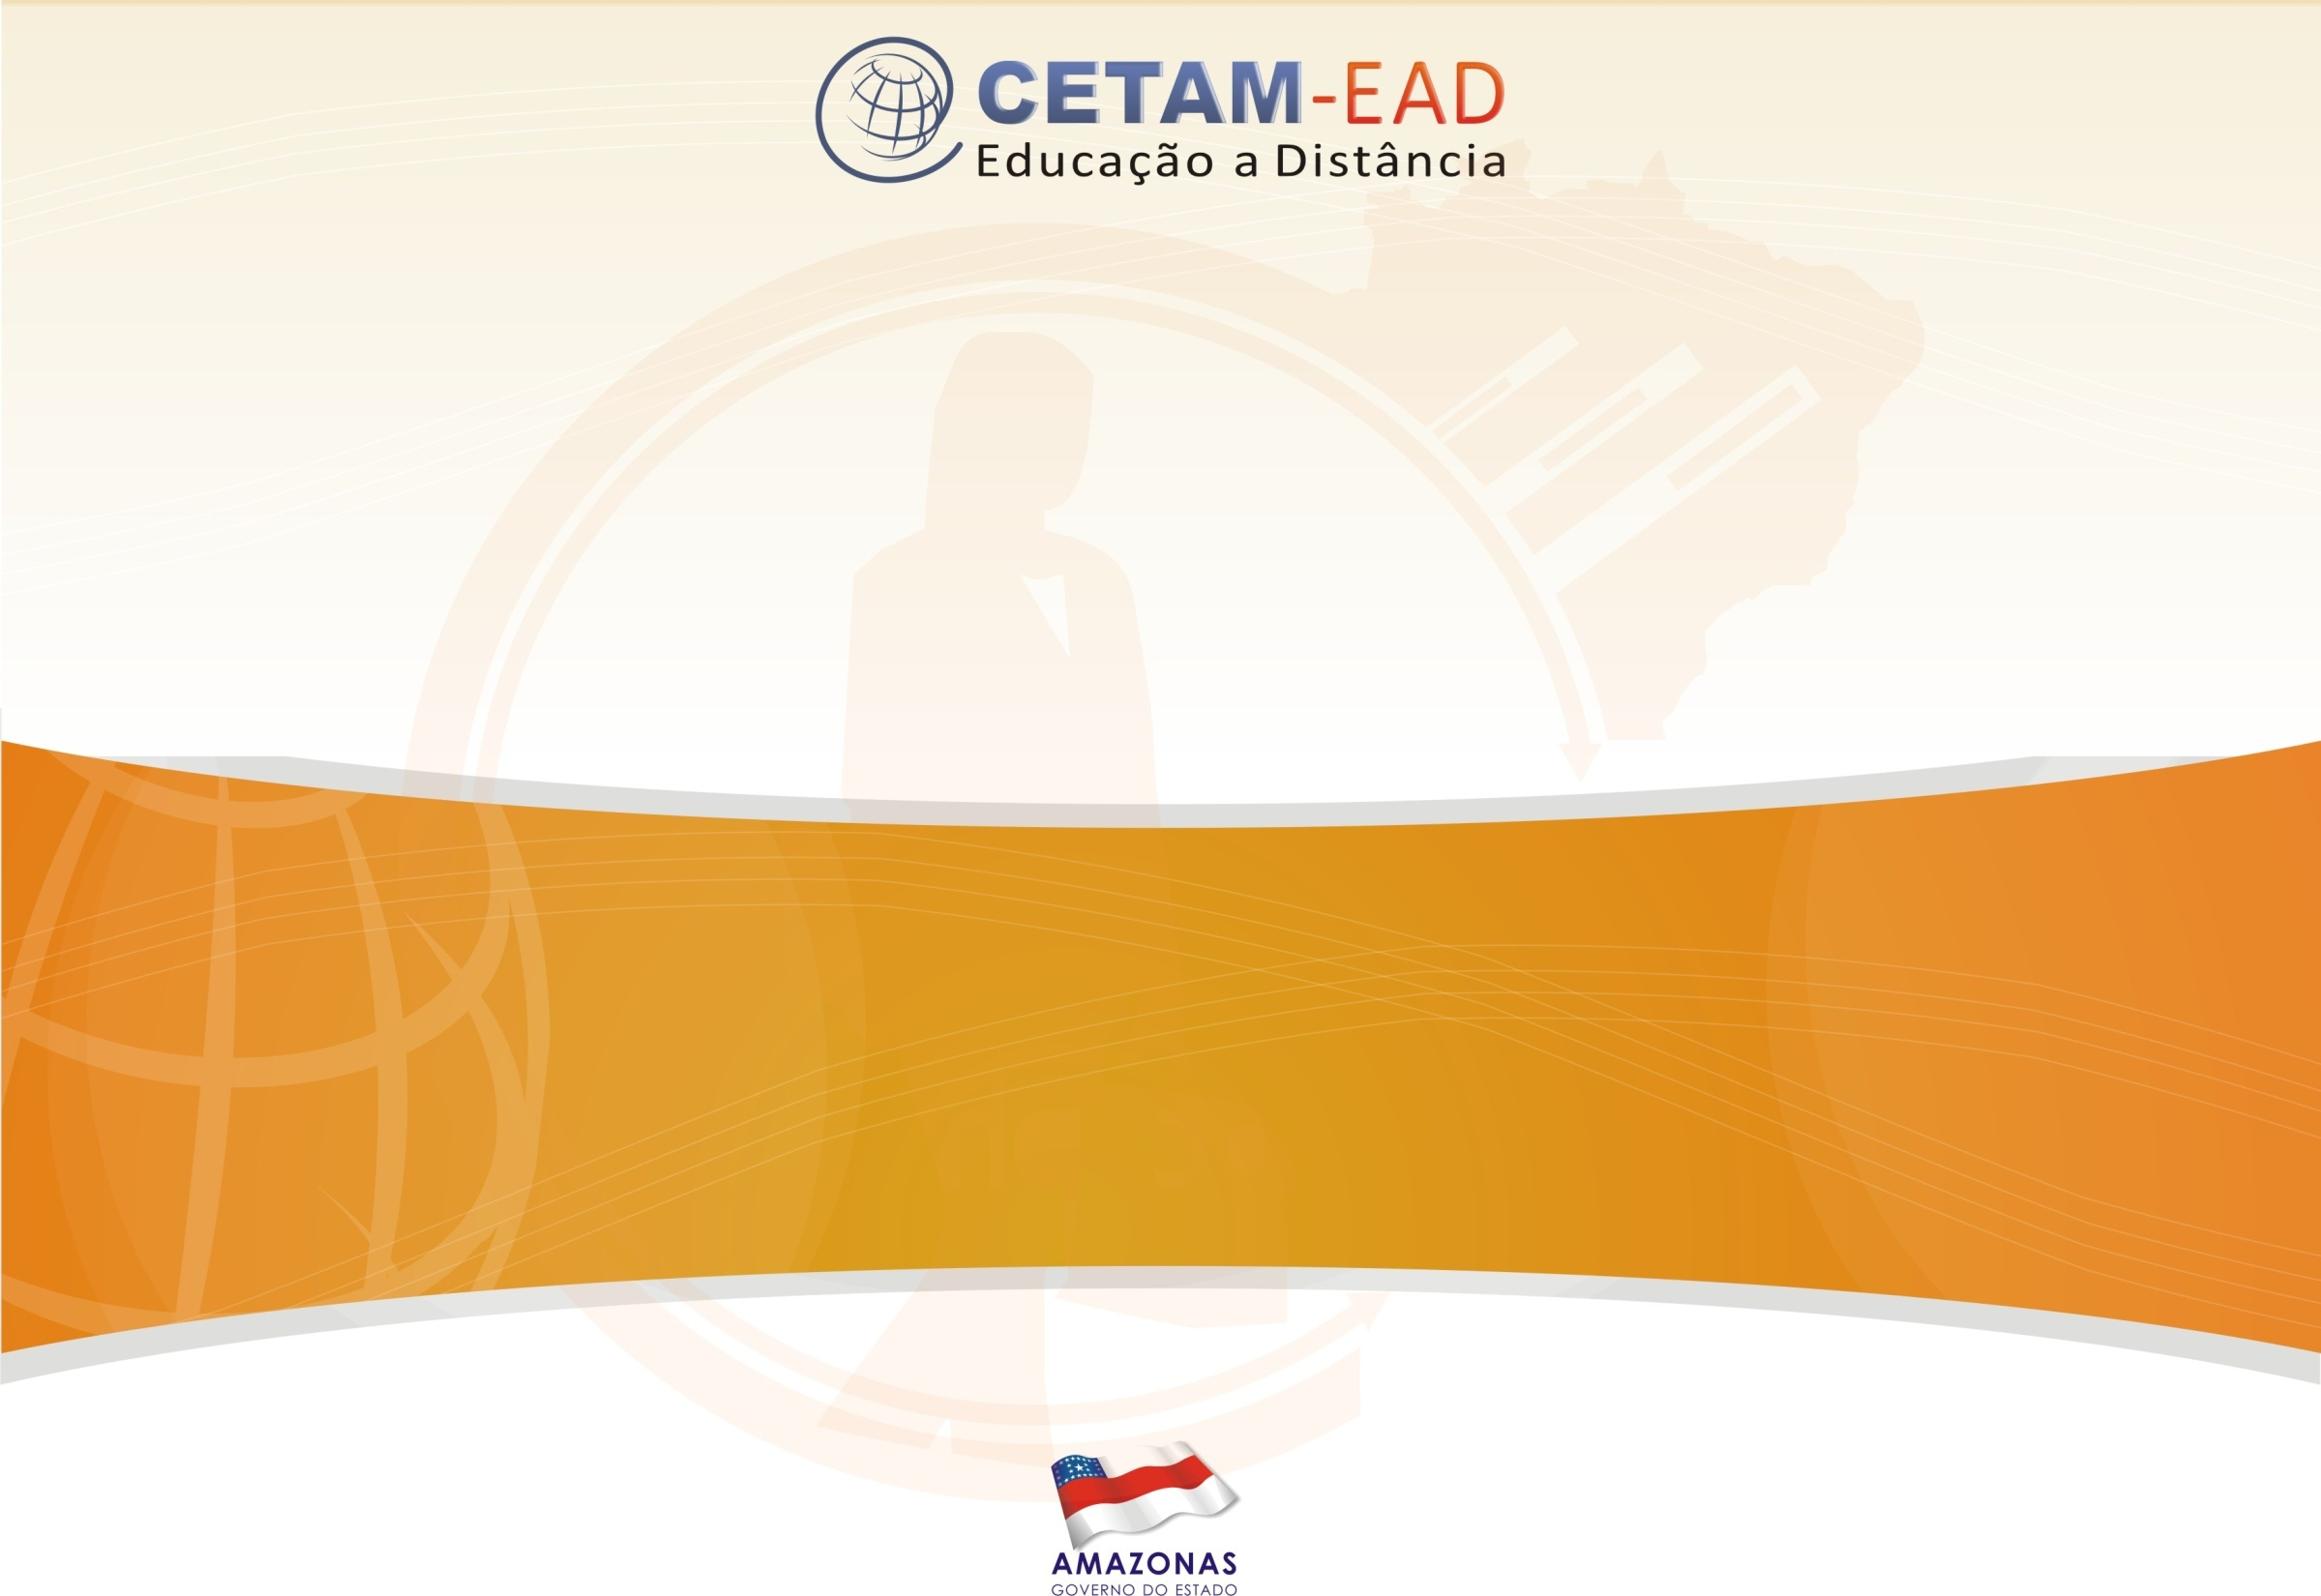 CETAM-EAD
Educação a Distância
AMAZONAS
GOVERNO DO ESTADO